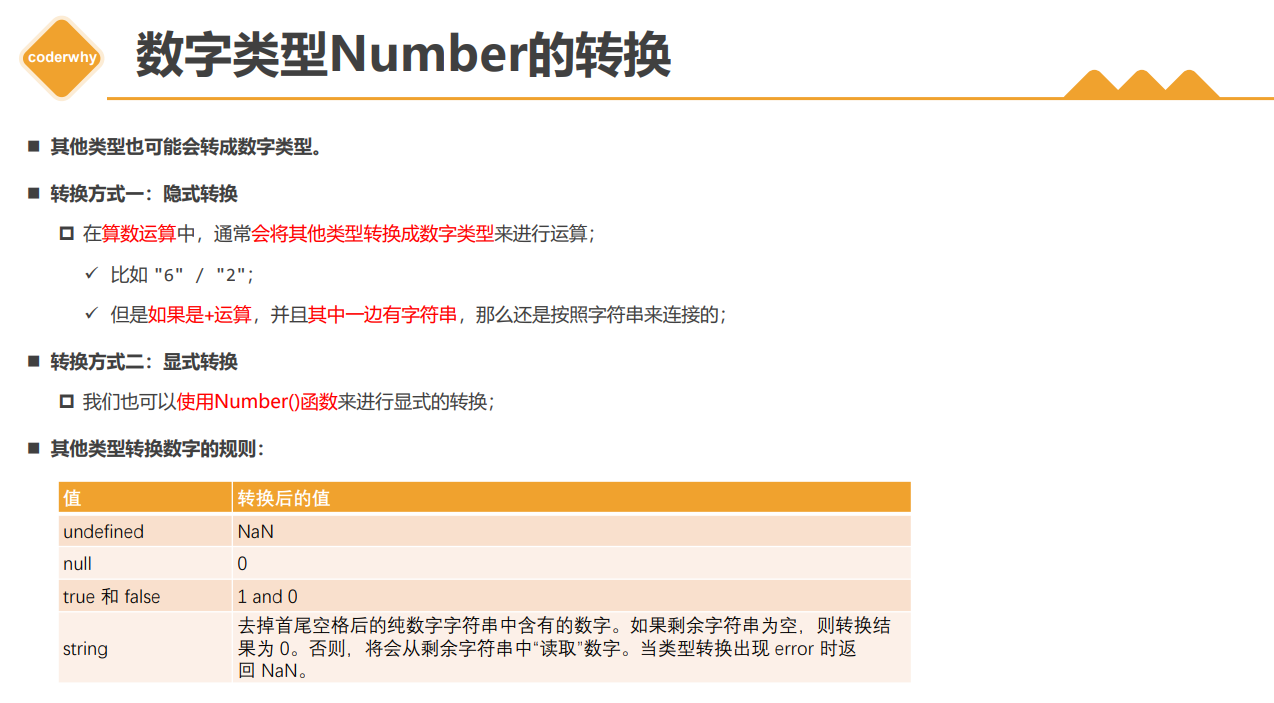 coderwhy
数字类型Number的转换
■ 其他类型也可能会转成数字类型。
■ 转换方式一：隐式转换
在算数运算中，通常会将其他类型转换成数字类型来进行运算；
✓ 比如 "6" / "2"；
✓ 但是如果是+运算，并且其中一边有字符串，那么还是按照字符串来连接的；
■ 转换方式二：显式转换
我们也可以使用Number()函数来进行显式的转换；
■ 其他类型转换数字的规则：
值 转换后的值
undefined NaN
null 0
true 和 false 1 and 0
string 去掉首尾空格后的纯数字字符串中含有的数字。如果剩余字符串为空，则转换结
果为 0。否则，将会从剩余字符串中“读取”数字。当类型转换出现 error 时返
回 NaN。